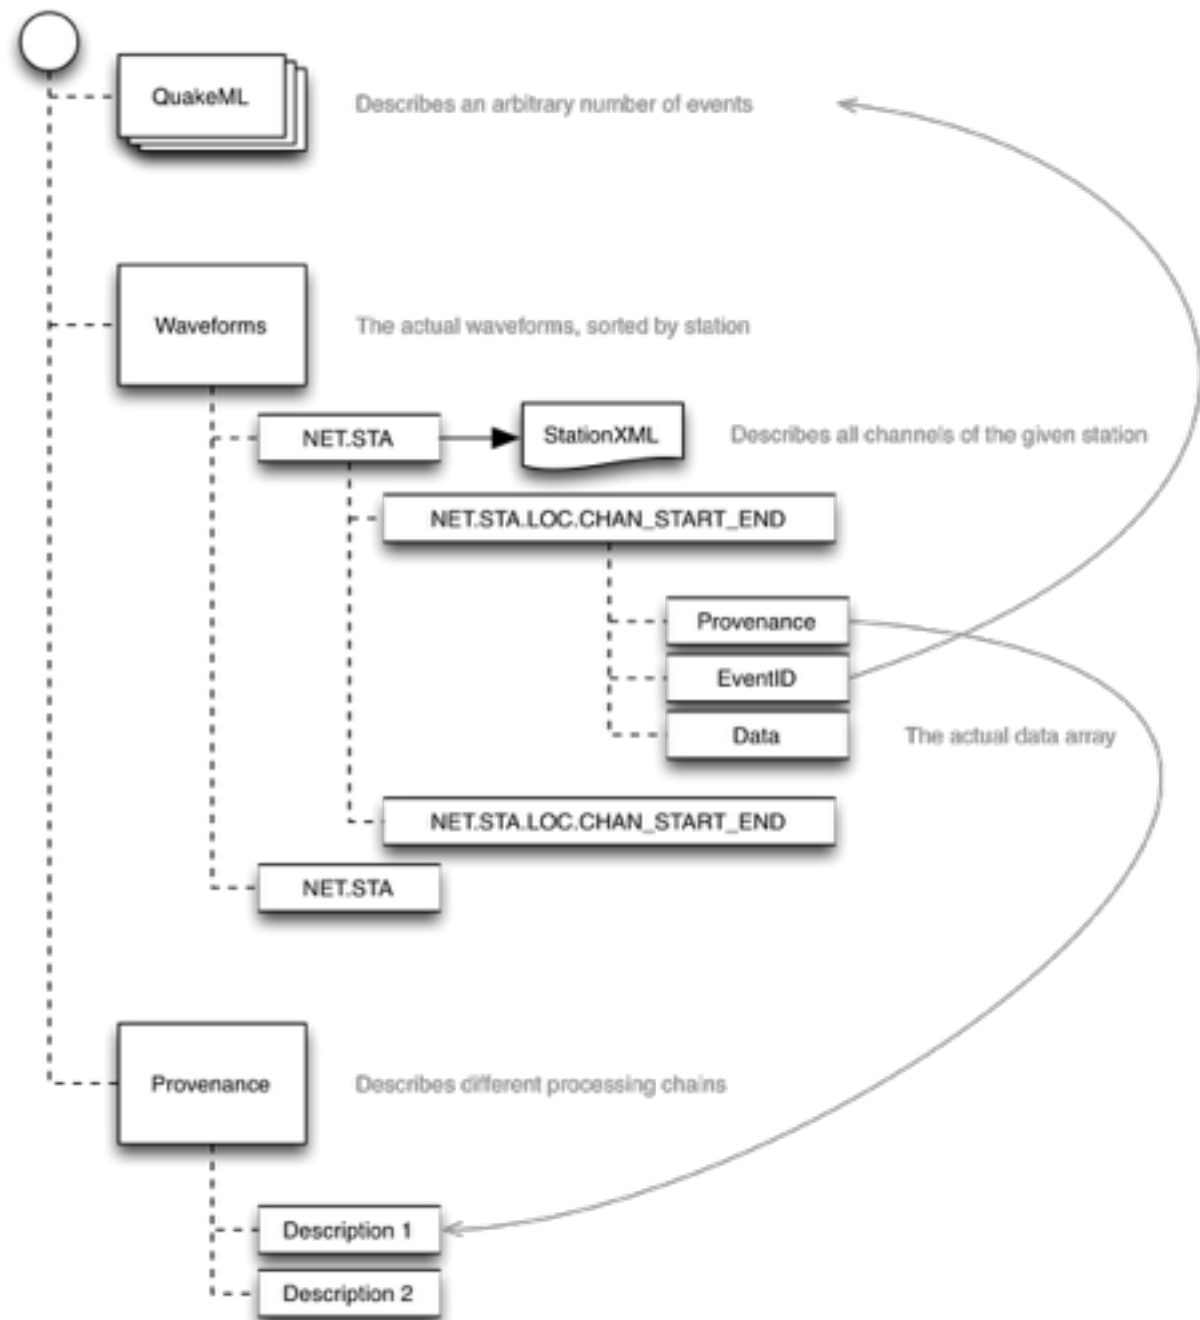 QuakeML
Describes an arbitrary number of events
Waveforms
The actual waveforms, sorted by station
NET.STA
StationXML
Describes all channels of the given station
NET.STA.LOC.CHAN_START_END
Provenance
EventID
Data
The actual data array
NET.STA.LOC.CHAN_START_END
NET.STA
Provenance
Describes different processing chains
Description 1
Description 2